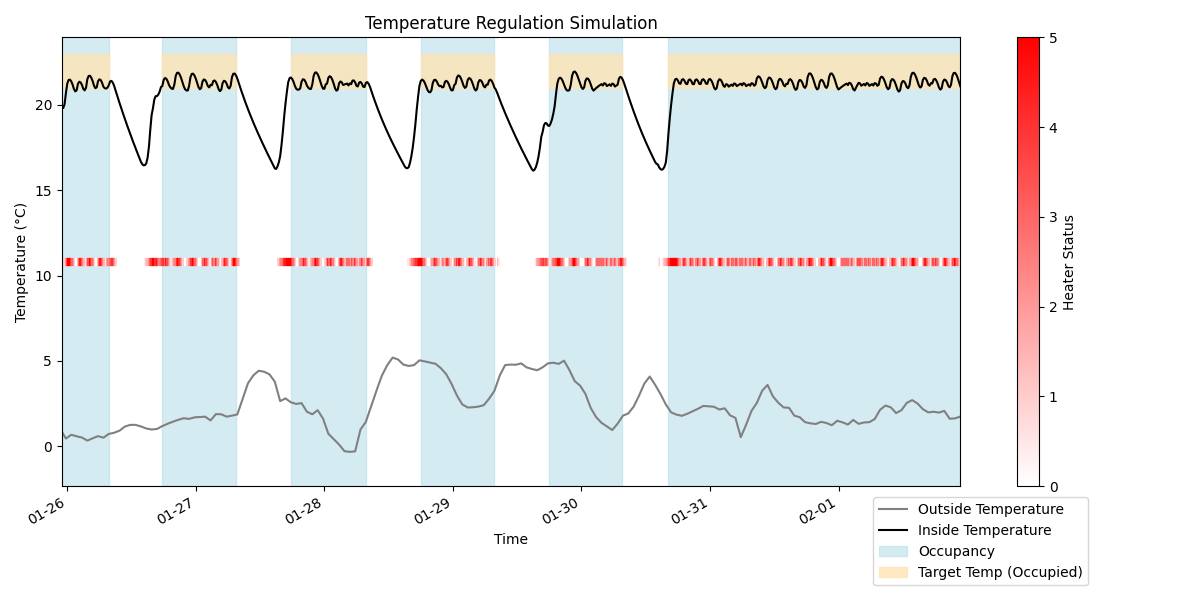 Temperature Regulation Simulation
Temperature (°C)
20
15
10
5
0
01-26
01-27
01-28
01-29
01-30
01-31
02-01
Time
5
4
3
2
1
0
Heater Status
Outside Temperature
Inside Temperature
Occupancy
Target Temp (Occupied)